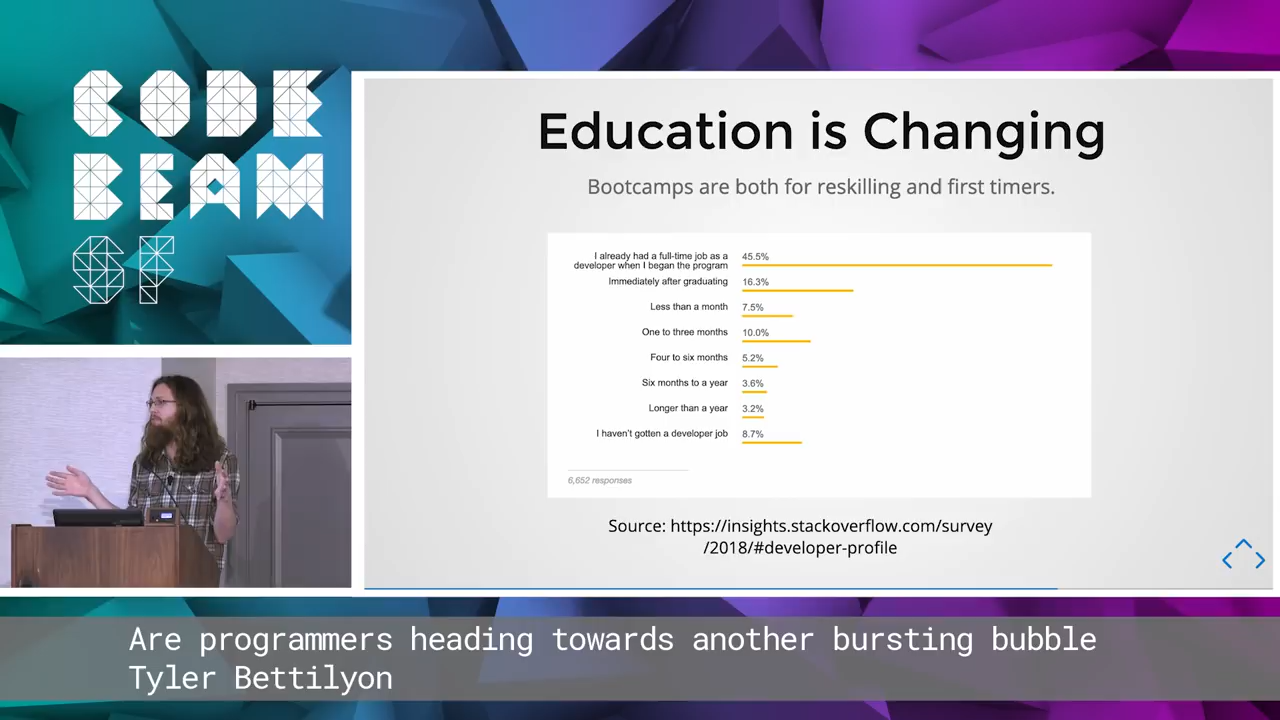 CODE
BEAM
SF
Education is Changing
Bootcamps are both for reskilling and first timers.
I already had a full-time job as a
developer when I began the program
45.5%
Immediately after graduating 16.3%
Less than a month 7.5%
One to three months 10.0%
Four to six months 5.2%
Six months to a year 3.6%
Longer than a year 3.2%
I haven't gotten a developer job 8.7%
6,652 responses
Source: https://insights.stackoverflow.com/survey
/2018/#developer-profile
Are programmers heading towards another bursting bubble
Tyler Bettilyon